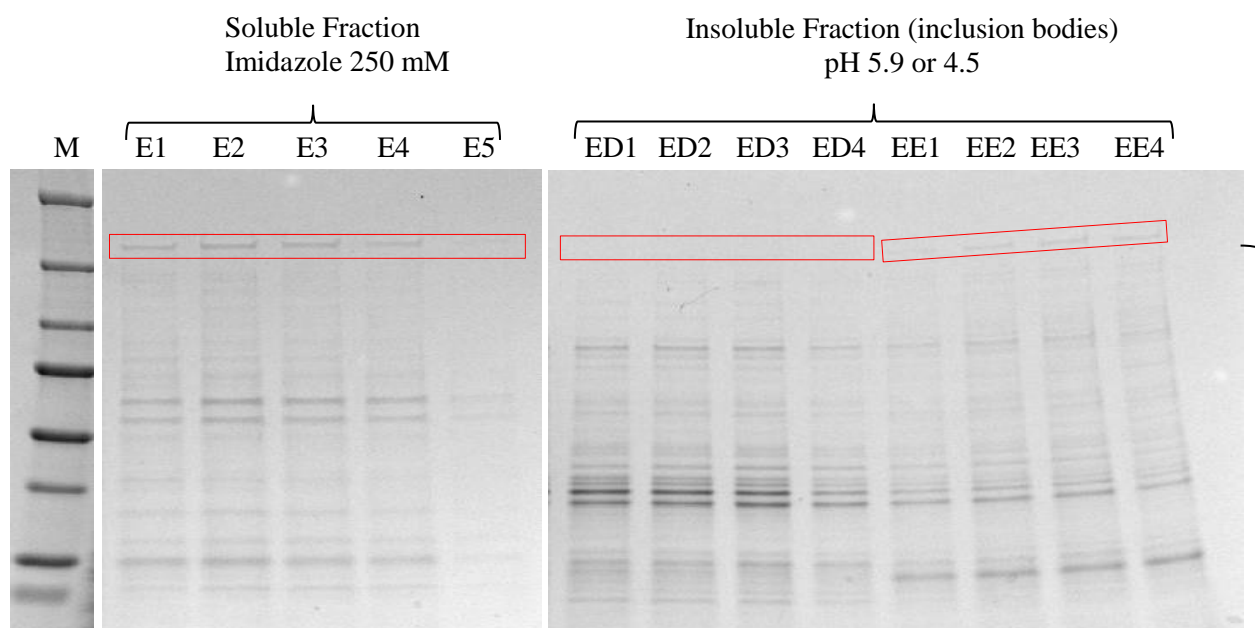 Soluble Fraction
Imidazole 250 mM
Insoluble Fraction (inclusion bodies)
pH 5.9 or 4.5
M E1 E2 E3 E4 E5 ED1 ED2 ED3 ED4 EE1 EE2 EE3 EE4